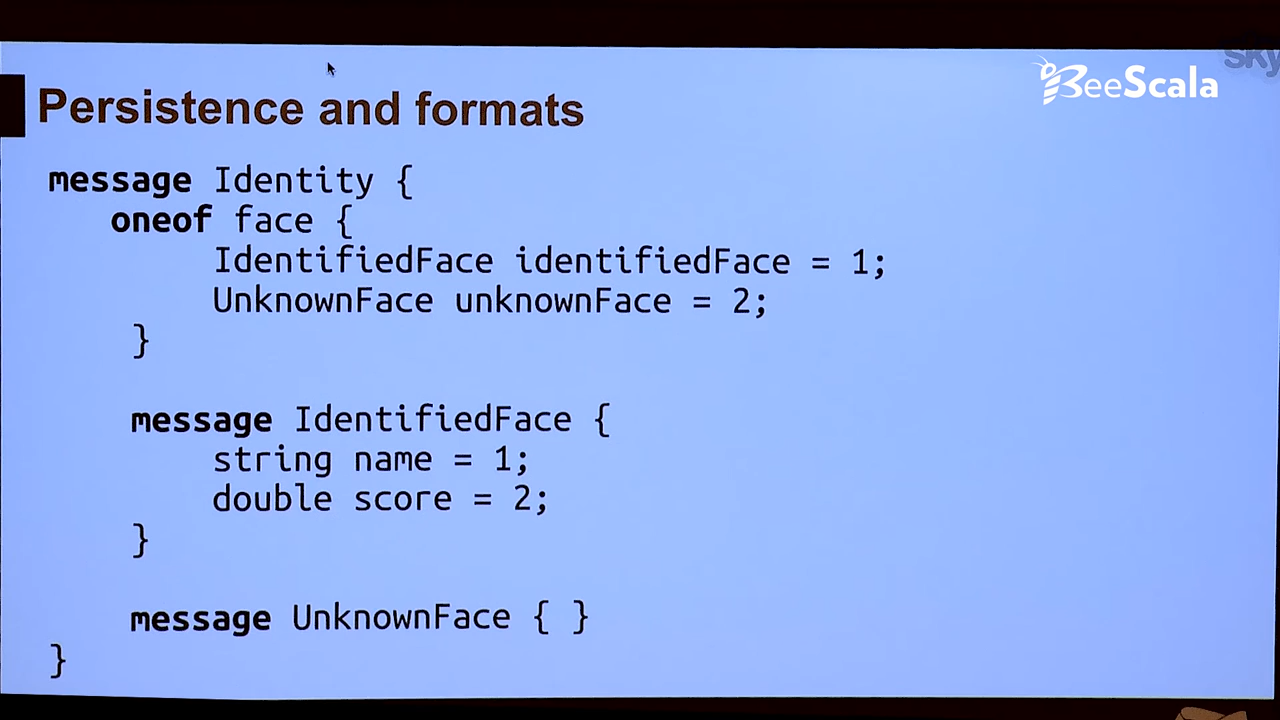 sky
BeeScala
Persistence and formats
message Identity {
oneof face {
IdentifiedFace identifiedFace = 1;
UnknownFace unknownFace = 2;
}
message IdentifiedFace {
string name = 1;
double score = 2;
}
message UnknownFace { }
}